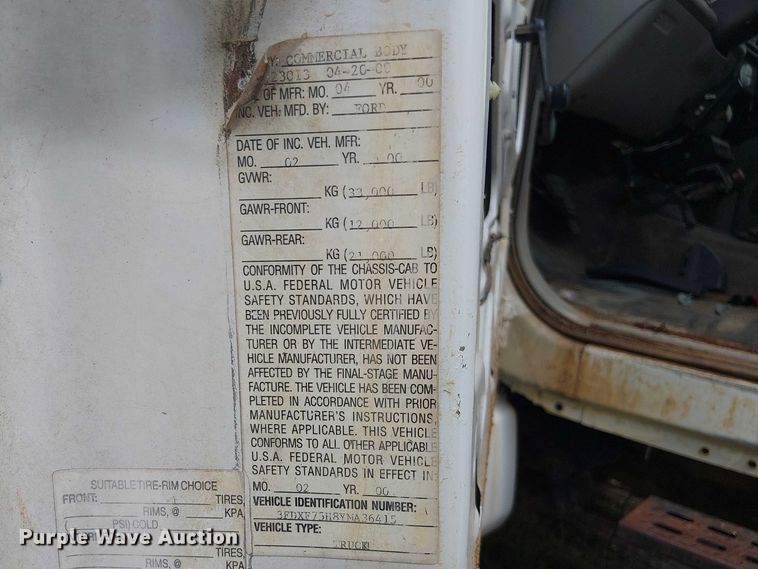 Y: COMMERCIAL BODY
23013 04-26-00
OF MFR: MO. 04 YR. 00
INC. VEH. MFD. BY: FORD
DATE OF INC. VEH. MFR:
MO. 02 YR. 00
GVWR:
KG (33,000 LB)
GAWR-FRONT:
KG (12,000 LB)
GAWR-REAR:
KG (21,000 LB)
CONFORMITY OF THE CHASSIS-CAB TO
U.S.A. FEDERAL MOTOR VEHICLE
SAFETY STANDARDS, WHICH HAVE
BEEN PREVIOUSLY FULLY CERTIFIED BY
THE INCOMPLETE VEHICLE MANUFAC-
TURER OR BY THE INTERMEDIATE VE-
HICLE MANUFACTURER, HAS NOT BEEN
AFFECTED BY THE FINAL-STAGE MANU-
FACTURE. THE VEHICLE HAS BEEN COM-
PLETED IN ACCORDANCE WITH PRIOR
MANUFACTURER'S INSTRUCTIONS,
WHERE APPLICABLE. THIS VEHICLE
CONFORMS TO ALL OTHER APPLICABLE
U.S.A. FEDERAL MOTOR VEHICLE
SAFETY STANDARDS IN EFFECT IN:
MO. 02 YR. 00
VEHICLE IDENTIFICATION NUMBER:
3FDXF75H8YMA36415
VEHICLE TYPE:
TRUCK
SUITABLE TIRE-RIM CHOICE
FRONT: TIRES,
RIMS, @ KPA
PSI) COLD
TIRES,
RIMS, @ KPA
Purple Wave Auction